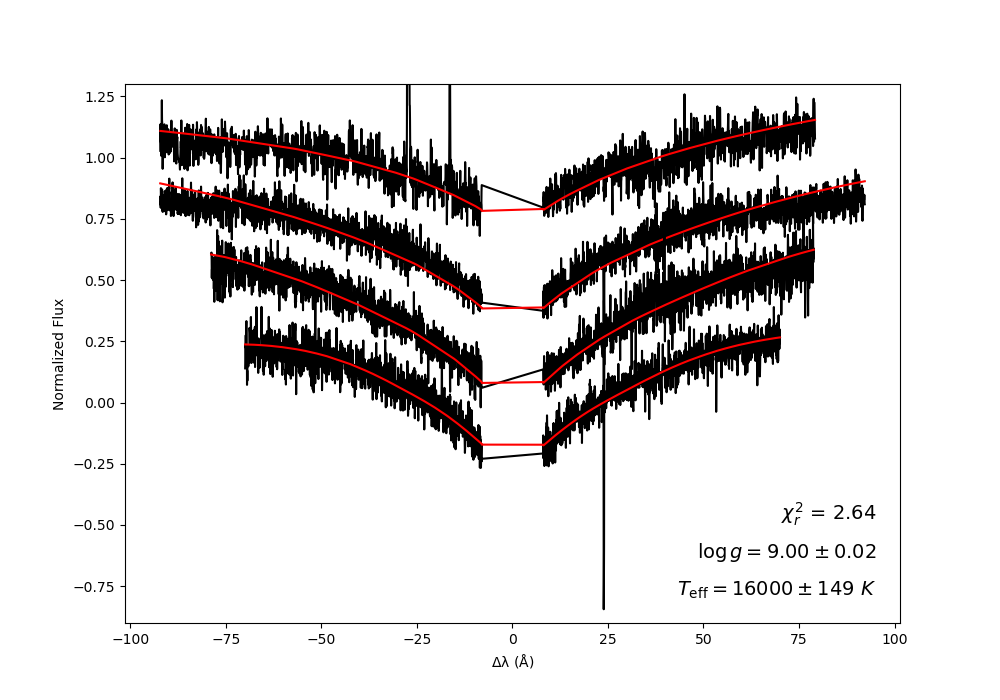 1.25
1.00
0.75
0.50
0.25
0.00
−0.25
−0.50
−0.75
Normalized Flux
χ²ᵣ = 2.64
log g = 9.00 ± 0.02
T_eff = 16000 ± 149 K
−100 −75 −50 −25 0 25 50 75 100
Δλ (Å)